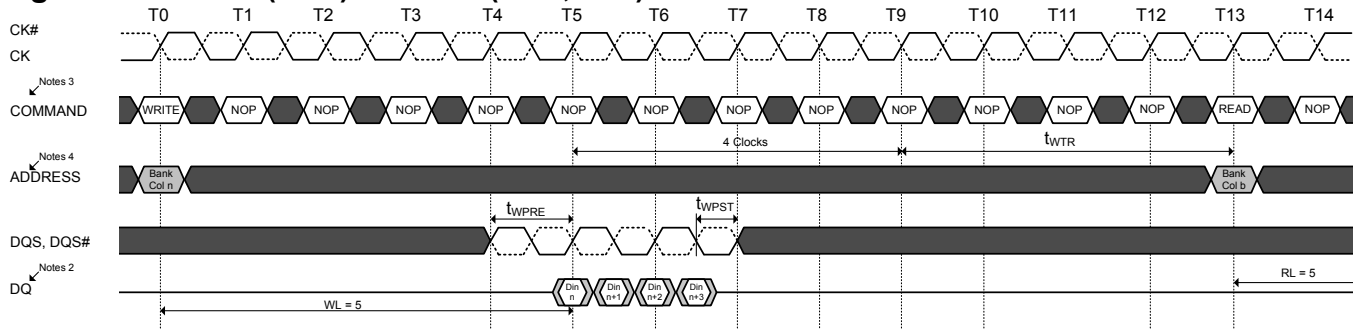 T0 T1 T2 T3 T4 T5 T6 T7 T8 T9 T10 T11 T12 T13 T14
CK#
CK
Notes 3
COMMAND
WRITE NOP NOP NOP NOP NOP NOP NOP NOP NOP NOP NOP NOP READ NOP
4 Clocks tWTR
Notes 4
ADDRESS
Bank
Col n
Bank
Col b
tWPRE tWPST
DQS, DQS#
Notes 2
DQ
Din
n
Din
n+1
Din
n+2
Din
n+3
WL = 5
RL = 5